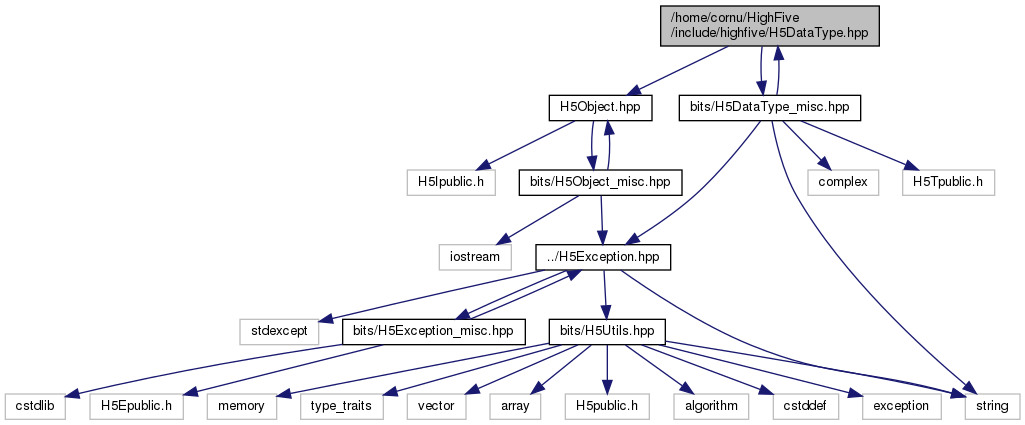 /home/cornu/HighFive
/include/highfive/H5DataType.hpp
H5Object.hpp
bits/H5DataType_misc.hpp
H5Ipublic.h
bits/H5Object_misc.hpp
complex
H5Tpublic.h
iostream
../H5Exception.hpp
stdexcept
bits/H5Exception_misc.hpp
bits/H5Utils.hpp
cstdlib
H5Epublic.h
memory
type_traits
vector
array
H5public.h
algorithm
cstddef
exception
string